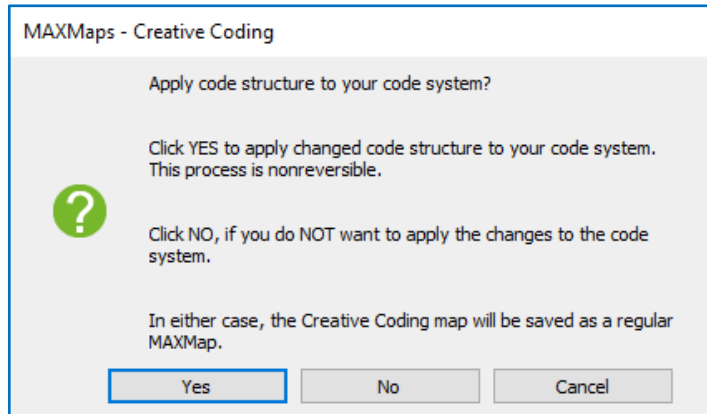 MAXMaps - Creative Coding
Apply code structure to your code system?
Click YES to apply changed code structure to your code system.
This process is nonreversible.
Click NO, if you do NOT want to apply the changes to the code
system.
In either case, the Creative Coding map will be saved as a regular
MAXMap.
Yes No Cancel